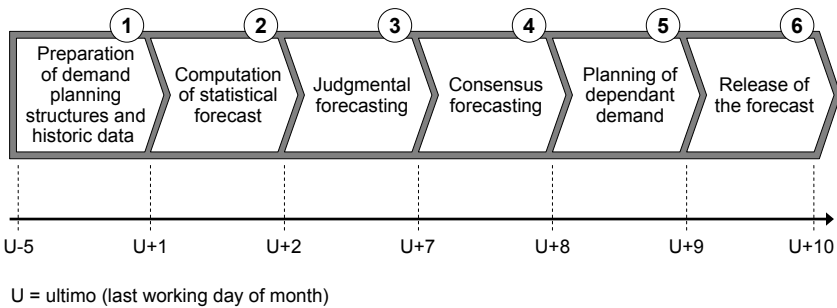 1
2
3
4
5
6
Preparation
of demand
planning
structures and
historic data
Computation
of statistical
forecast
Judgmental
forecasting
Consensus
forecasting
Planning of
dependant
demand
Release of
the forecast
U-5
U+1
U+2
U+7
U+8
U+9
U+10
U = ultimo (last working day of month)